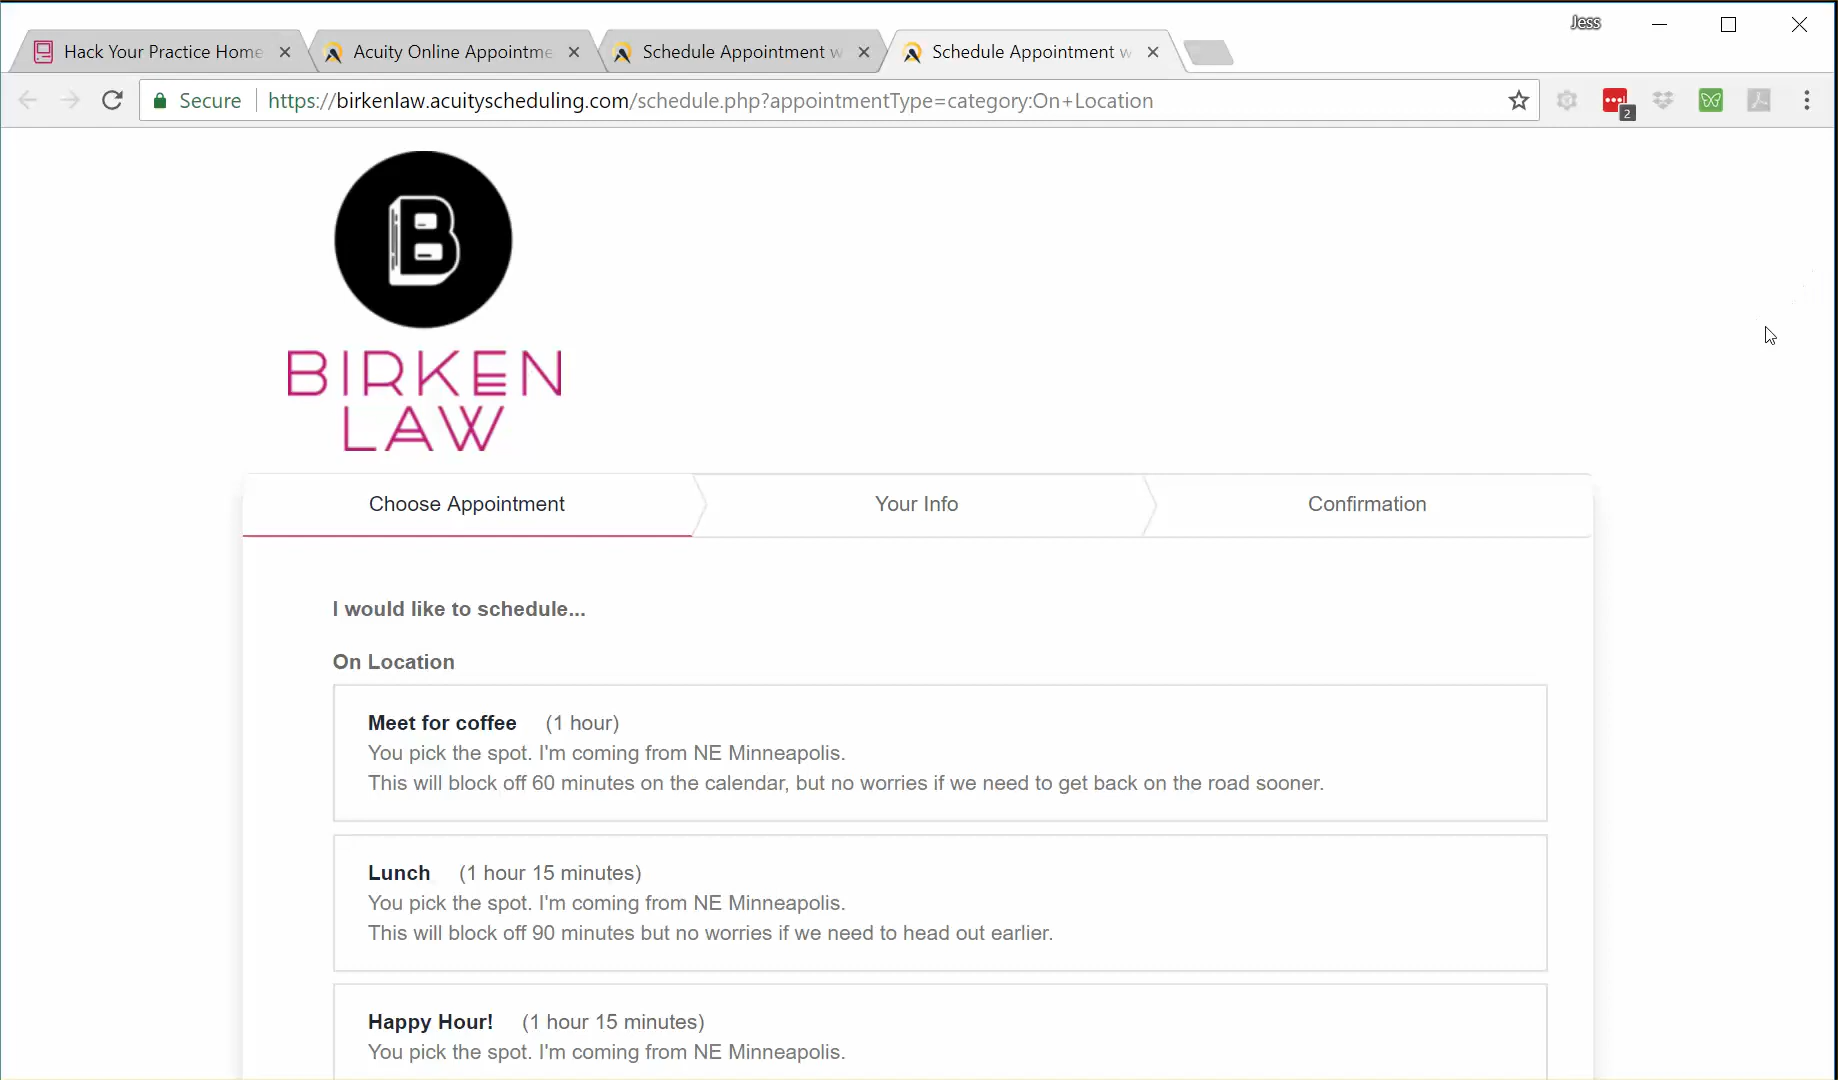 Jess
Hack Your Practice Home
Acuity Online Appointme
Schedule Appointment w
Schedule Appointment w
Secure
https://birkenlaw.acuityscheduling.com/schedule.php?appointmentType=category:On+Location
2
B
BIRKEN
LAW
Choose Appointment
Your Info
Confirmation
I would like to schedule...
On Location
Meet for coffee (1 hour)
You pick the spot. I'm coming from NE Minneapolis.
This will block off 60 minutes on the calendar, but no worries if we need to get back on the road sooner.
Lunch (1 hour 15 minutes)
You pick the spot. I'm coming from NE Minneapolis.
This will block off 90 minutes but no worries if we need to head out earlier.
Happy Hour! (1 hour 15 minutes)
You pick the spot. I'm coming from NE Minneapolis.